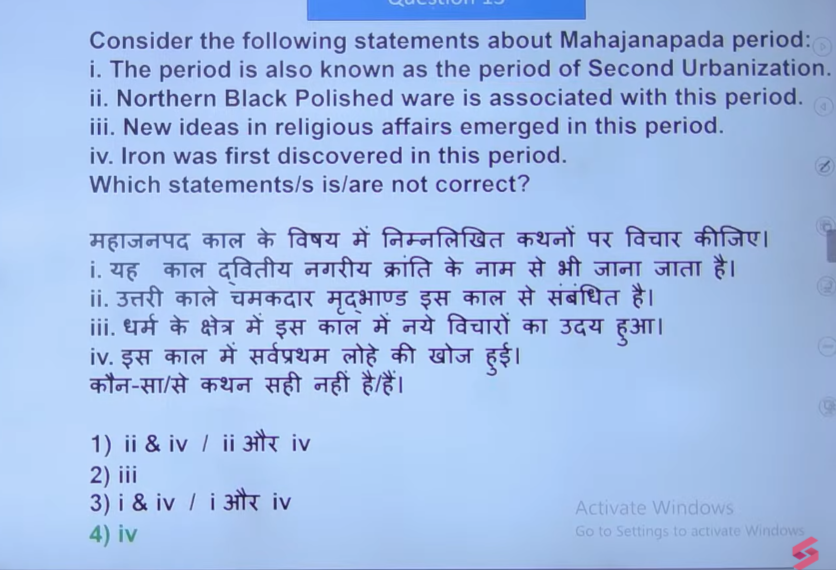 Question 15
Consider the following statements about Mahajanapada period:
i. The period is also known as the period of Second Urbanization.
ii. Northern Black Polished ware is associated with this period.
iii. New ideas in religious affairs emerged in this period.
iv. Iron was first discovered in this period.
Which statements/s is/are not correct?
महाजनपद काल के विषय में निम्नलिखित कथनों पर विचार कीजिए।
i. यह काल द्वितीय नगरीय क्रांति के नाम से भी जाना जाता है।
ii. उत्तरी काले चमकदार मृद्भाण्ड इस काल से संबंधित है।
iii. धर्म के क्षेत्र में इस काल में नये विचारों का उदय हुआ।
iv. इस काल में सर्वप्रथम लोहे की खोज हुई।
कौन-सा/से कथन सही नहीं है/हैं।
1) ii & iv / ii और iv
2) iii
3) i & iv / i और iv
4) iv
Activate Windows
Go to Settings to activate Windows